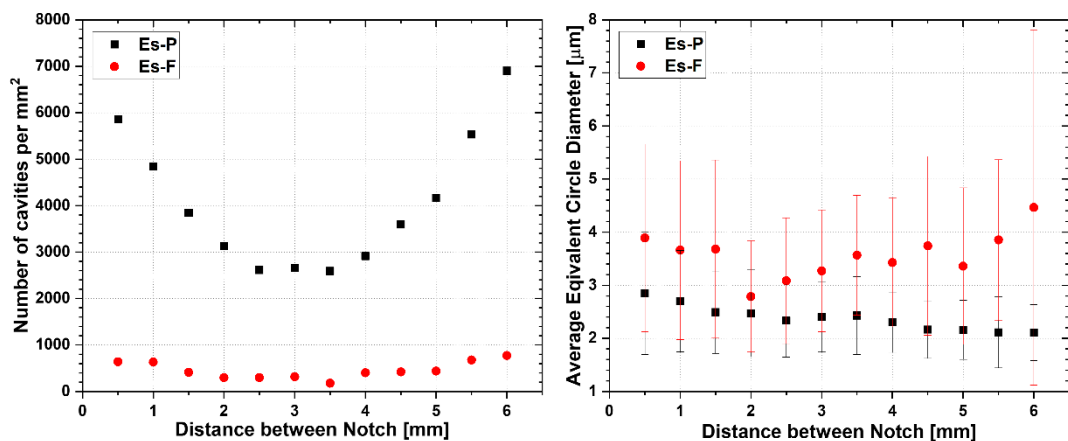 Number of cavities per mm²
8000
7000
6000
5000
4000
3000
2000
1000
0
Es-P
Es-F
0 1 2 3 4 5 6
Distance between Notch [mm]
Average Eqivalent Circle Diameter [μm]
8
7
6
5
4
3
2
1
Es-P
Es-F
0 1 2 3 4 5 6
Distance between Notch [mm]